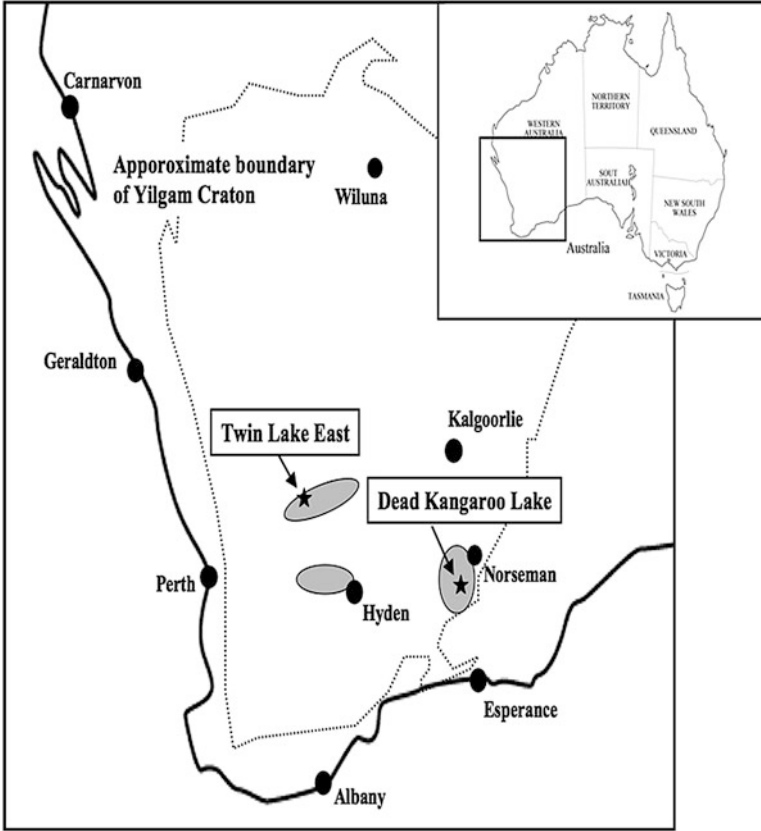 Carnarvon
Apporoximate boundary
of Yilgam Craton
Wiluna
Geraldton
Twin Lake East
Kalgoorlie
Dead Kangaroo Lake
Perth
Hyden
Norseman
Esperance
Albany
NORTHERN
TERRITORY
WESTERN
AUSTRALIA
QUEENSLAND
SOUT
AUSTRALIAH
NEW SOUTH
WALES
Australia
VICTORIA
TASMANIA